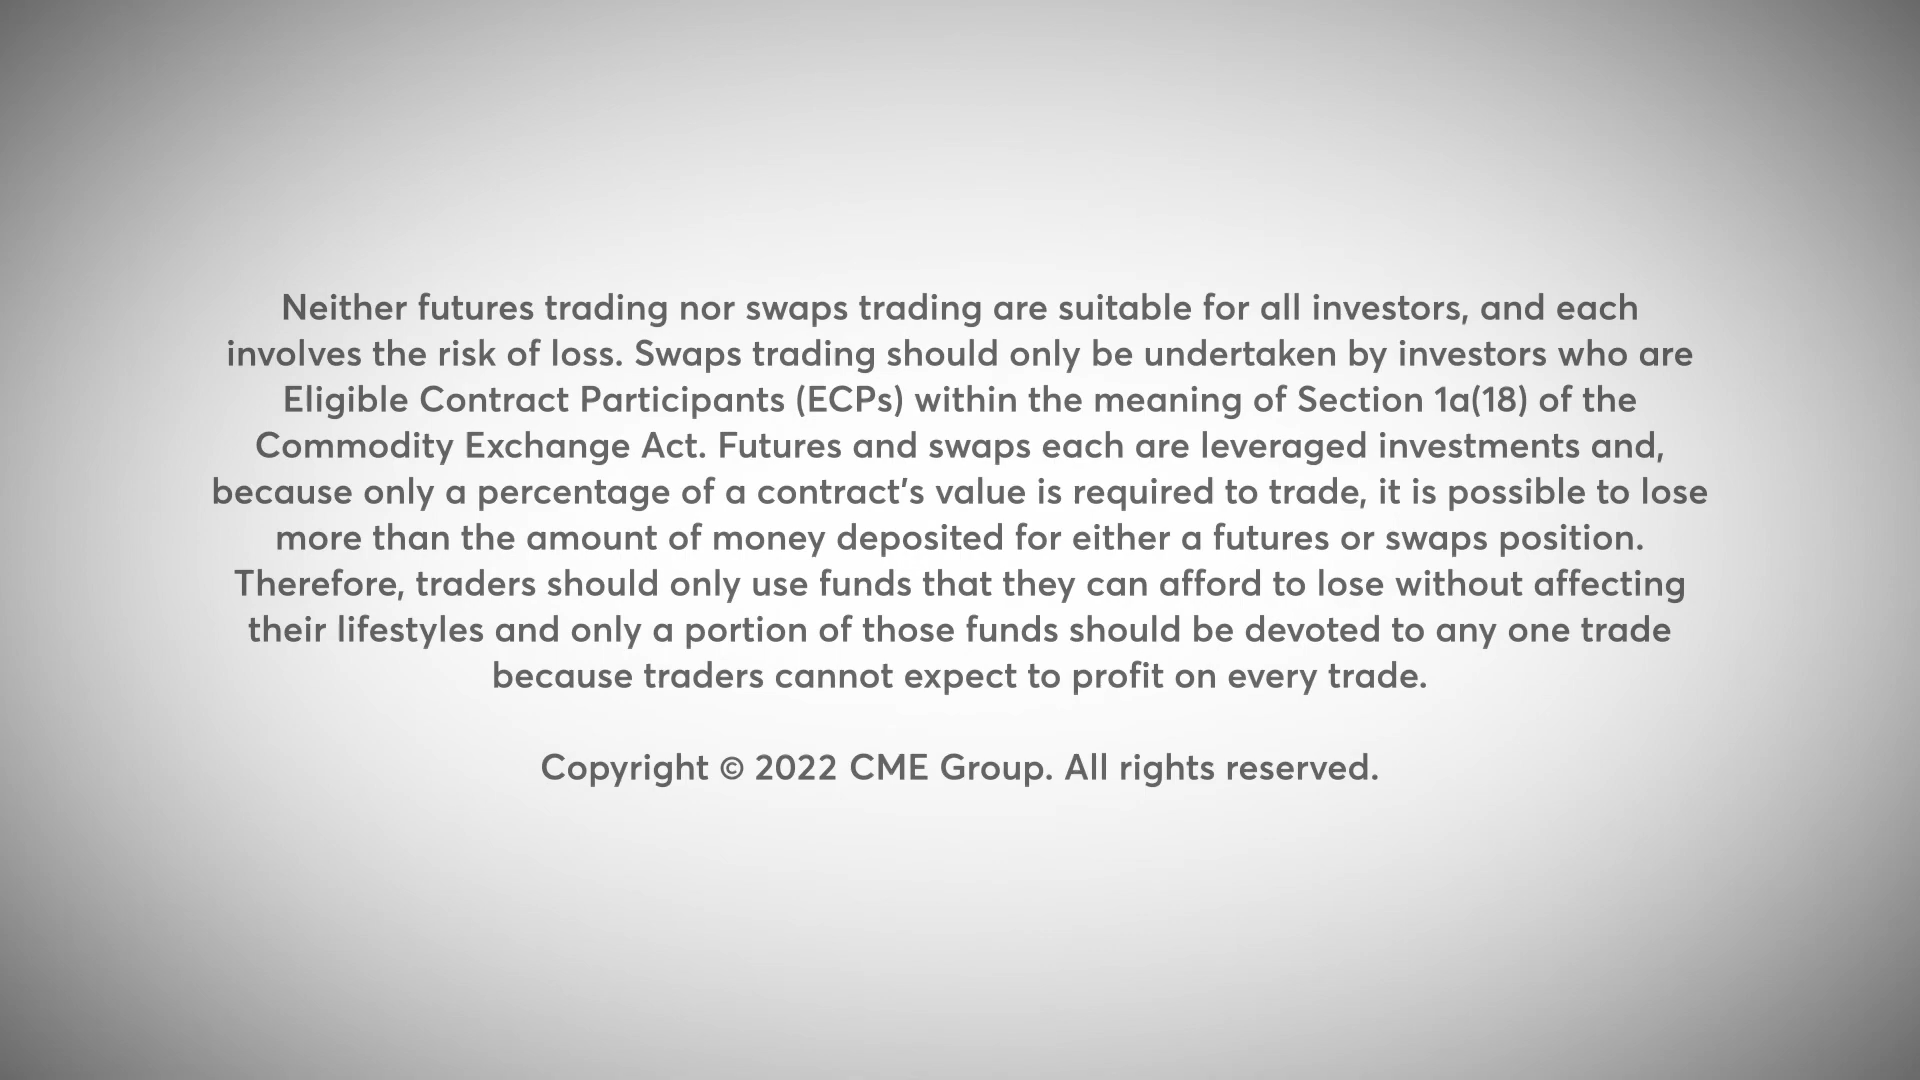 Neither futures trading nor swaps trading are suitable for all investors, and each
involves the risk of loss. Swaps trading should only be undertaken by investors who are
Eligible Contract Participants (ECPs) within the meaning of Section 1a(18) of the
Commodity Exchange Act. Futures and swaps each are leveraged investments and,
because only a percentage of a contract's value is required to trade, it is possible to lose
more than the amount of money deposited for either a futures or swaps position.
Therefore, traders should only use funds that they can afford to lose without affecting
their lifestyles and only a portion of those funds should be devoted to any one trade
because traders cannot expect to profit on every trade.
Copyright © 2022 CME Group. All rights reserved.